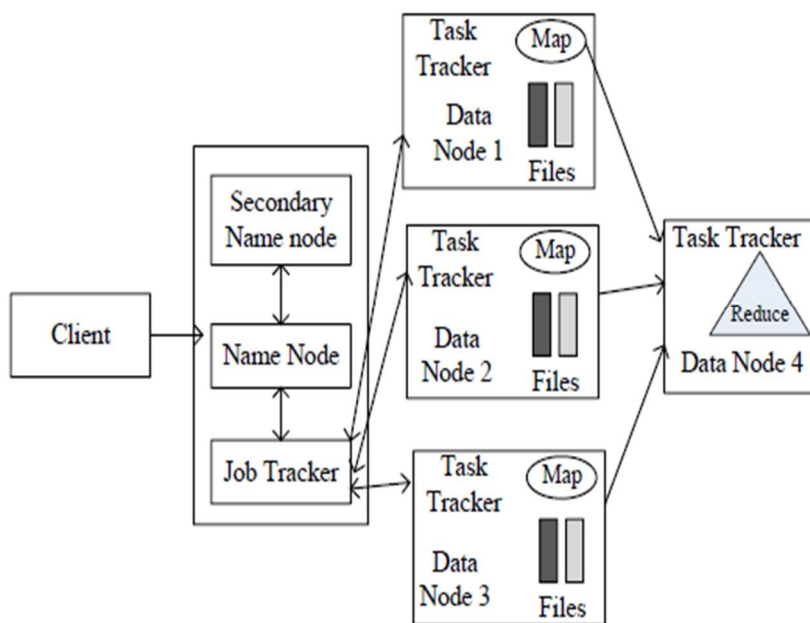 Client
Secondary
Name node
Name Node
Job Tracker
Task
Tracker
Map
Data
Node 1
Files
Task
Tracker
Map
Data
Node 2
Files
Task
Tracker
Map
Data
Node 3
Files
Task Tracker
Reduce
Data Node 4